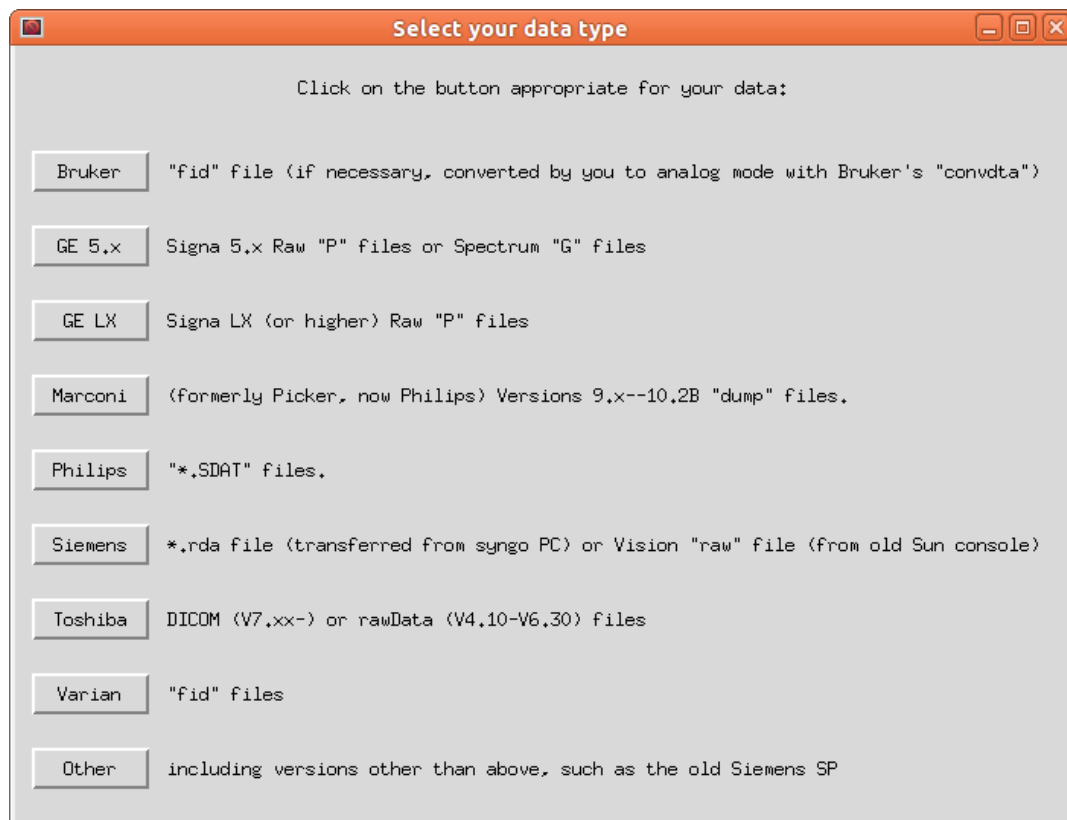 Select your data type
Click on the button appropriate for your data:
Bruker "fid" file (if necessary, converted by you to analog mode with Bruker's "convdta")
GE 5.x Signa 5.x Raw "P" files or Spectrum "G" files
GE LX Signa LX (or higher) Raw "P" files
Marconi (formerly Picker, now Philips) Versions 9.x--10.2B "dump" files.
Philips "*.SDAT" files.
Siemens *.rda file (transferred from syngo PC) or Vision "raw" file (from old Sun console)
Toshiba DICOM (V7.xx-) or rawData (V4.10-V6.30) files
Varian "fid" files
Other including versions other than above, such as the old Siemens SP